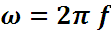 ω = 2π f